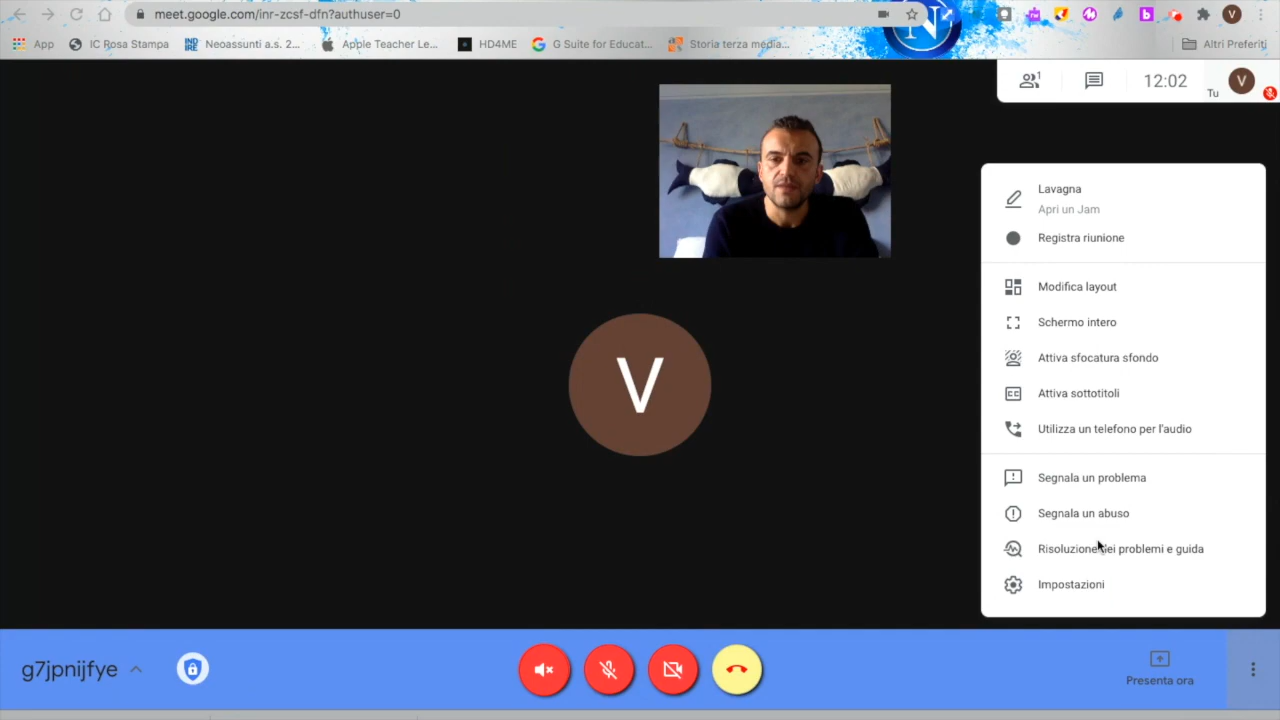 meet.google.com/inr-zcsf-dfn?authuser=0
N
V
App
IC Rosa Stampa
Neoassunti a.s. 2...
Apple Teacher Le...
HD4ME
G Suite for Educat...
Storia terza media...
Altri Preferiti
1
12:02
Tu
V
Lavagna
Apri un Jam
Registra riunione
Modifica layout
Schermo intero
Attiva sfocatura sfondo
CC
Attiva sottotitoli
Utilizza un telefono per l'audio
Segnala un problema
Segnala un abuso
Risoluzione dei problemi e guida
Impostazioni
V
g7jpnijfye
Presenta ora